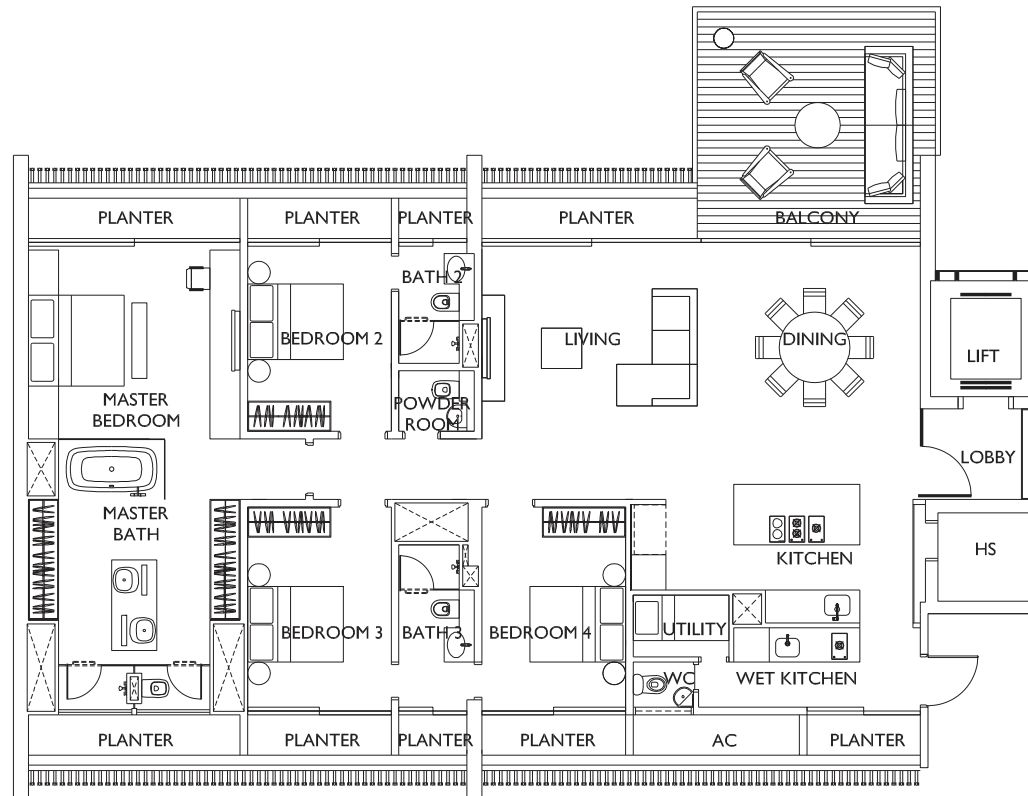 PLANTER
PLANTER
PLANTER
PLANTER
BALCONY
BATH 2
BEDROOM 2
LIVING
DINING
LIFT
MASTER
BEDROOM
POWDER
ROOM
LOBBY
MASTER
BATH
KITCHEN
HS
BEDROOM 3
BATH 3
BEDROOM 4
UTILITY
WC
WET KITCHEN
PLANTER
PLANTER
PLANTER
PLANTER
AC
PLANTER